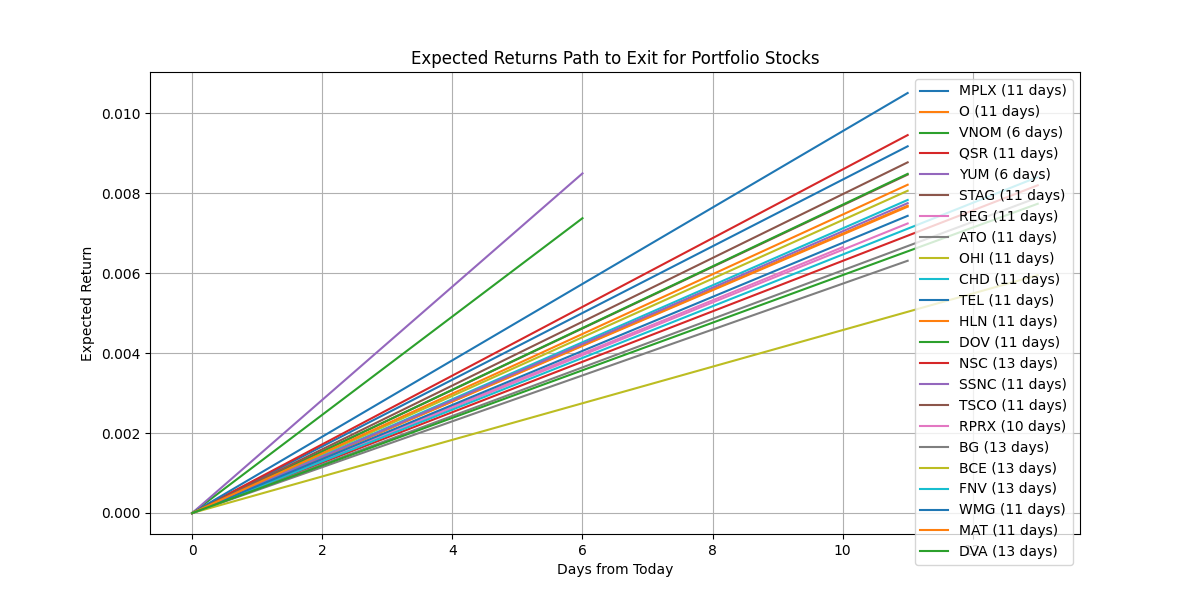 Expected Returns Path to Exit for Portfolio Stocks
Expected Return
0.010
0.008
0.006
0.004
0.002
0.000
0
2
4
6
8
10
Days from Today
MPLX (11 days)
O (11 days)
VNOM (6 days)
QSR (11 days)
YUM (6 days)
STAG (11 days)
REG (11 days)
ATO (11 days)
OHI (11 days)
CHD (11 days)
TEL (11 days)
HLN (11 days)
DOV (11 days)
NSC (13 days)
SSNC (11 days)
TSCO (11 days)
RPRX (10 days)
BG (13 days)
BCE (13 days)
FNV (13 days)
WMG (11 days)
MAT (11 days)
DVA (13 days)